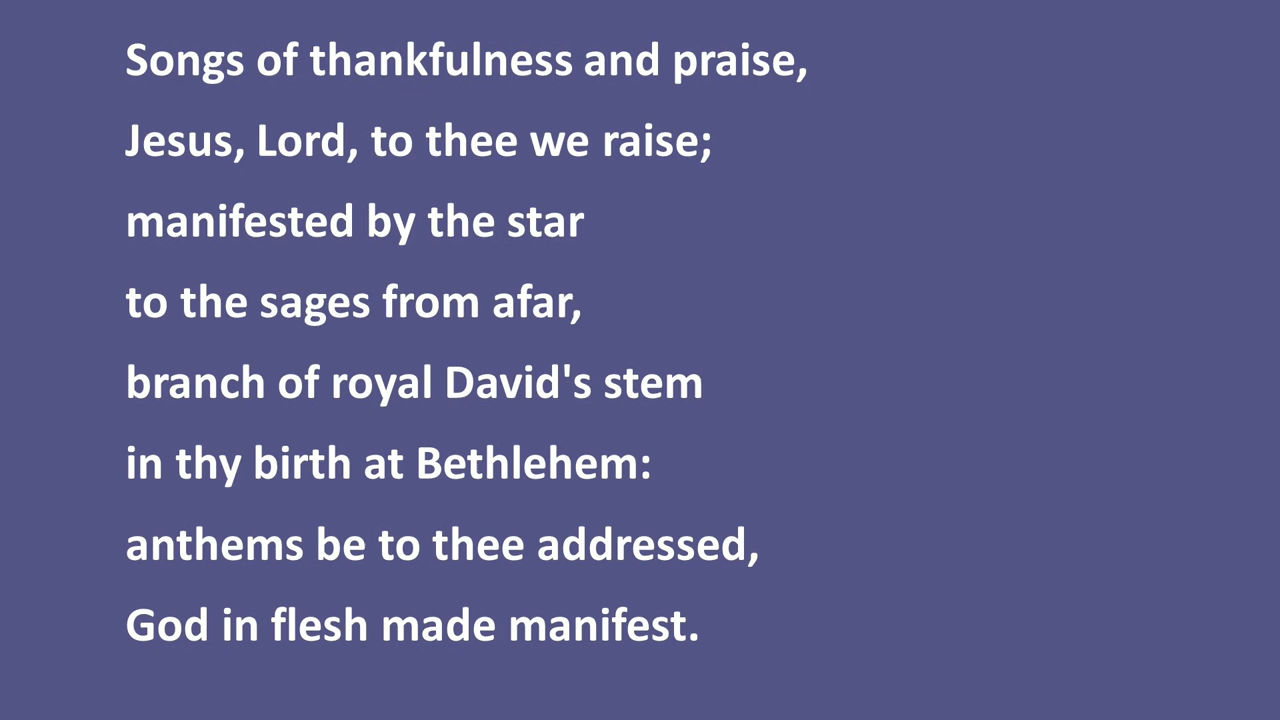 Songs of thankfulness and praise,
Jesus, Lord, to thee we raise;
manifested by the star
to the sages from afar,
branch of royal David's stem
in thy birth at Bethlehem:
anthems be to thee addressed,
God in flesh made manifest.